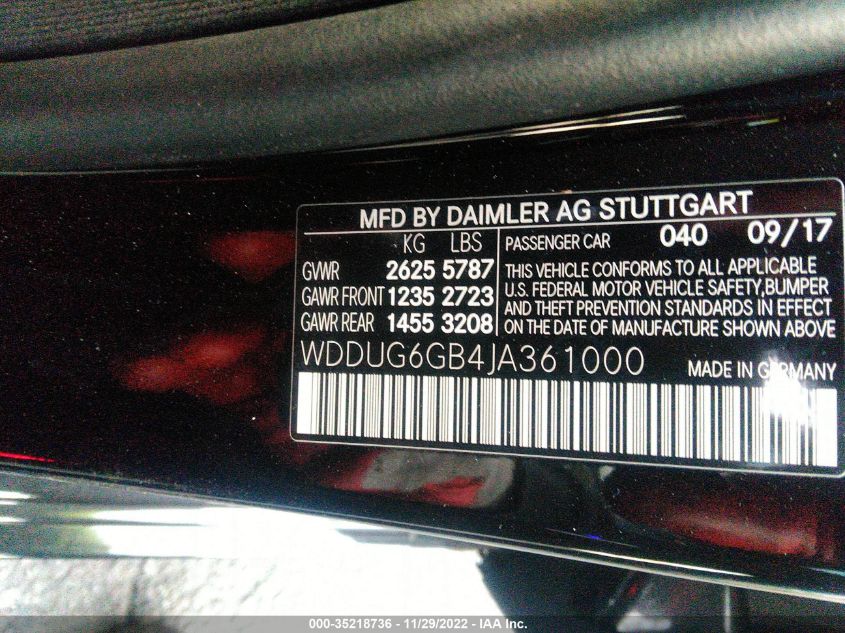 MFD BY DAIMLER AG STUTTGART
KG LBS
GVWR 2625 5787
GAWR FRONT 1235 2723
GAWR REAR 1455 3208
PASSENGER CAR 040 09/17
THIS VEHICLE CONFORMS TO ALL APPLICABLE
U.S. FEDERAL MOTOR VEHICLE SAFETY,BUMPER
AND THEFT PREVENTION STANDARDS IN EFFECT
ON THE DATE OF MANUFACTURE SHOWN ABOVE
WDDUG6GB4JA361000
MADE IN GERMANY
000-35218736 - 11/29/2022 - IAA Inc.